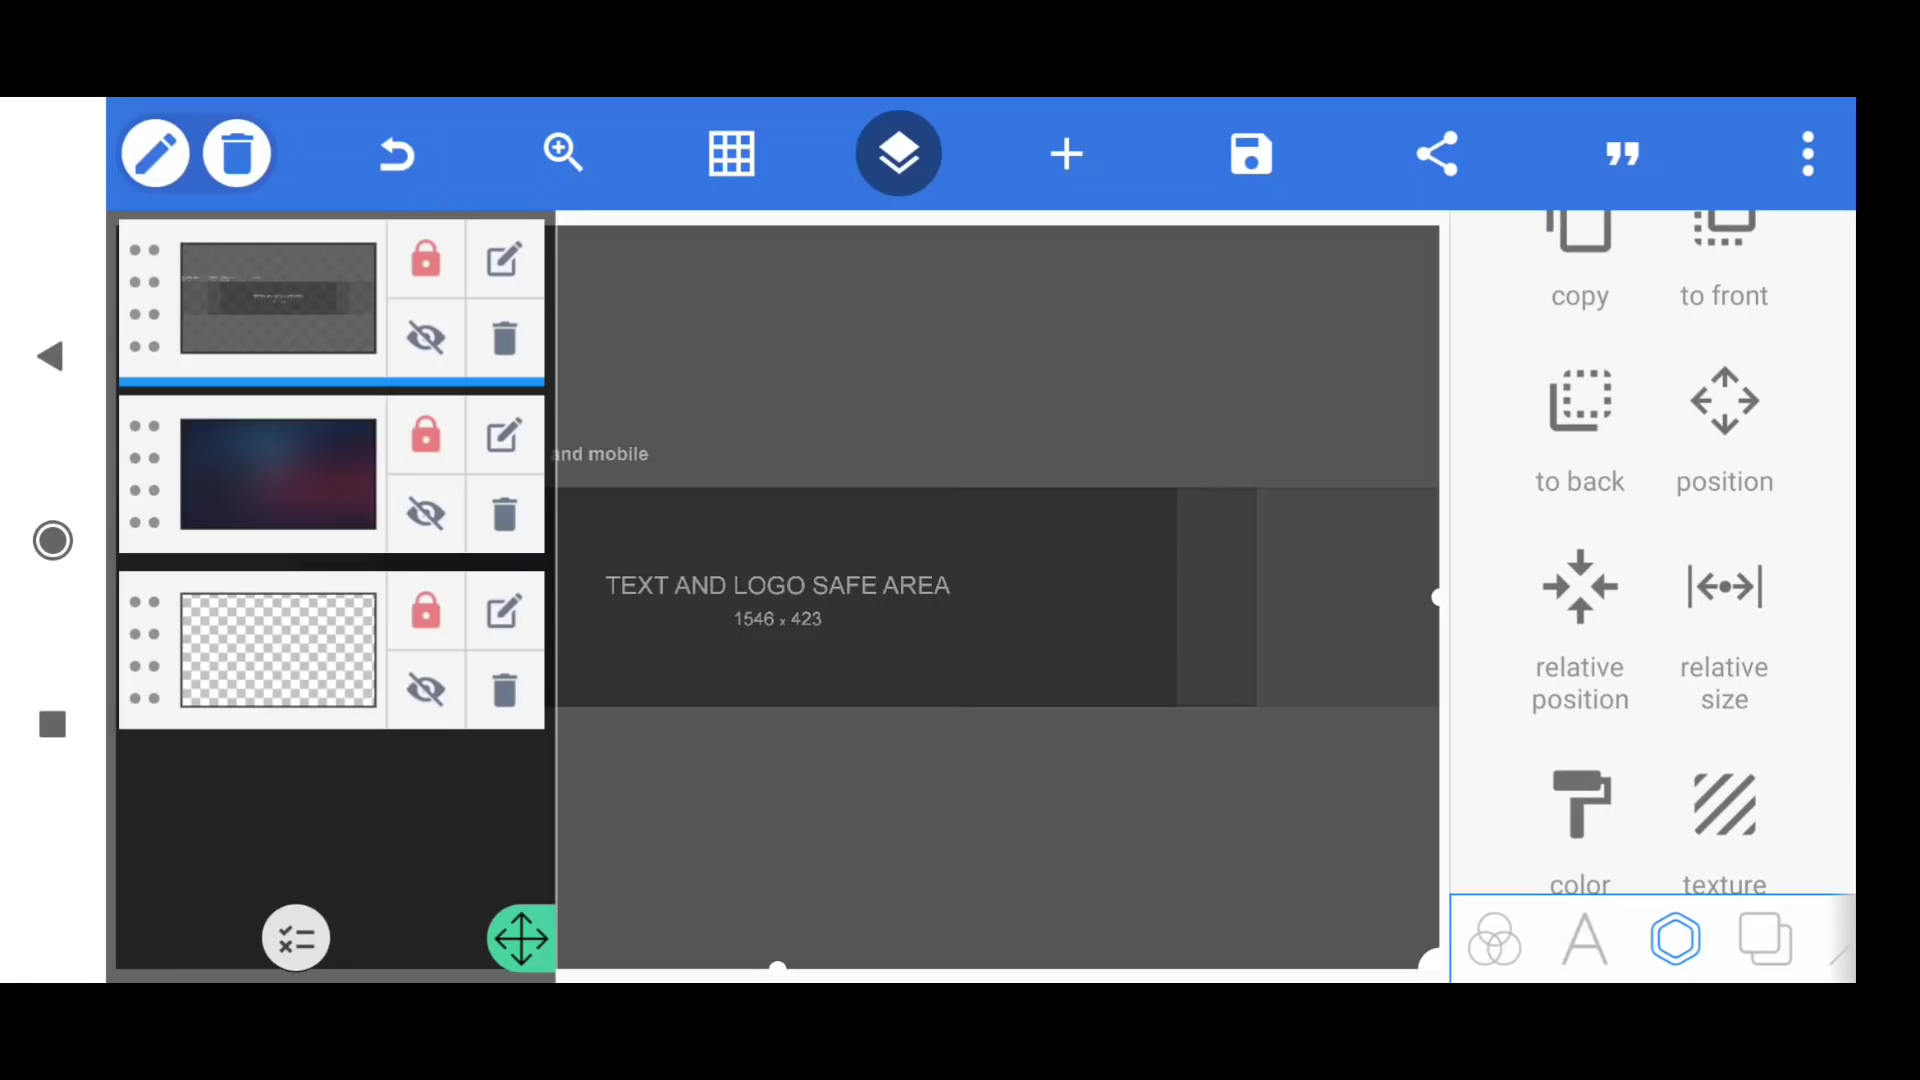 copy
to front
and mobile
to back
position
TEXT AND LOGO SAFE AREA
1546 x 423
relative
position
relative
size
color
texture